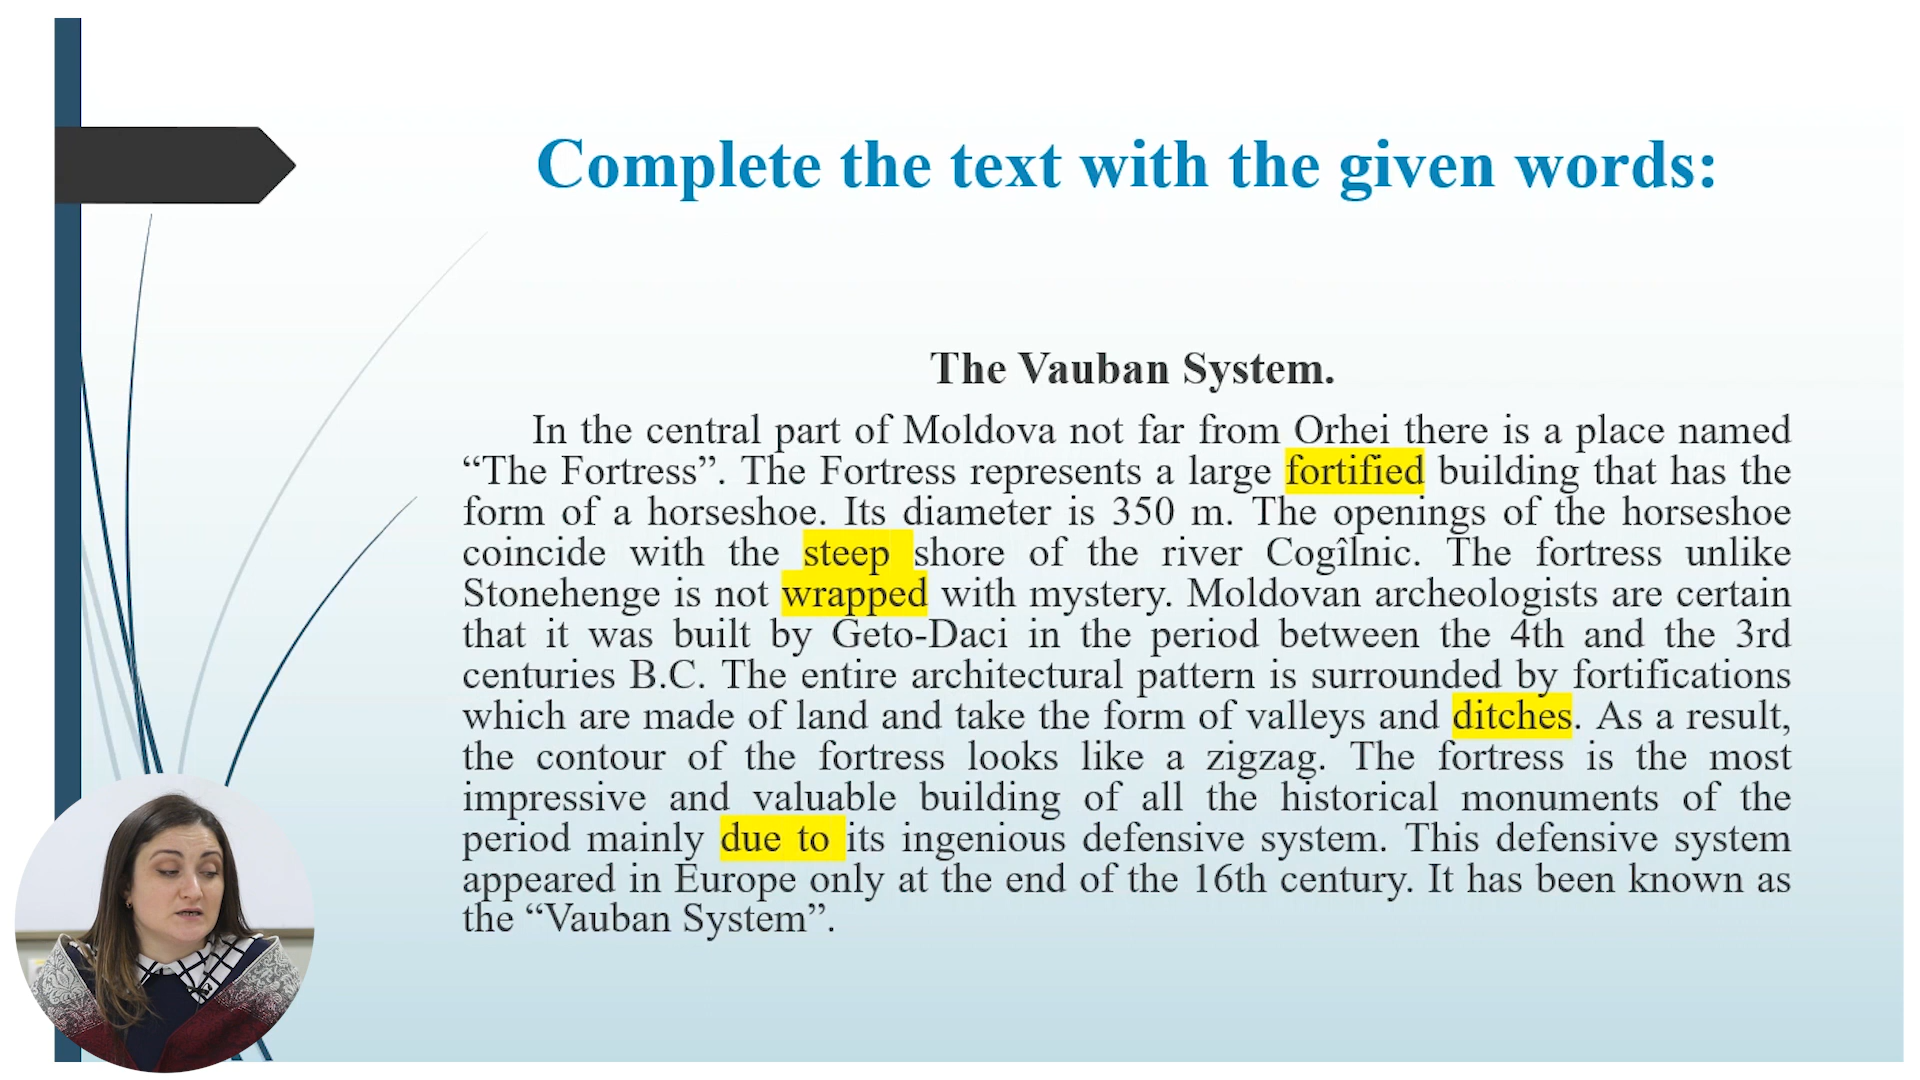 Complete the text with the given words:
The Vauban System.
In the central part of Moldova not far from Orhei there is a place named
“The Fortress”. The Fortress represents a large fortified building that has the
form of a horseshoe. Its diameter is 350 m. The openings of the horseshoe
coincide with the steep shore of the river Cogîlnic. The fortress unlike
Stonehenge is not wrapped with mystery. Moldovan archeologists are certain
that it was built by Geto-Daci in the period between the 4th and the 3rd
centuries B.C. The entire architectural pattern is surrounded by fortifications
which are made of land and take the form of valleys and ditches. As a result,
the contour of the fortress looks like a zigzag. The fortress is the most
impressive and valuable building of all the historical monuments of the
period mainly due to its ingenious defensive system. This defensive system
appeared in Europe only at the end of the 16th century. It has been known as
the “Vauban System”.